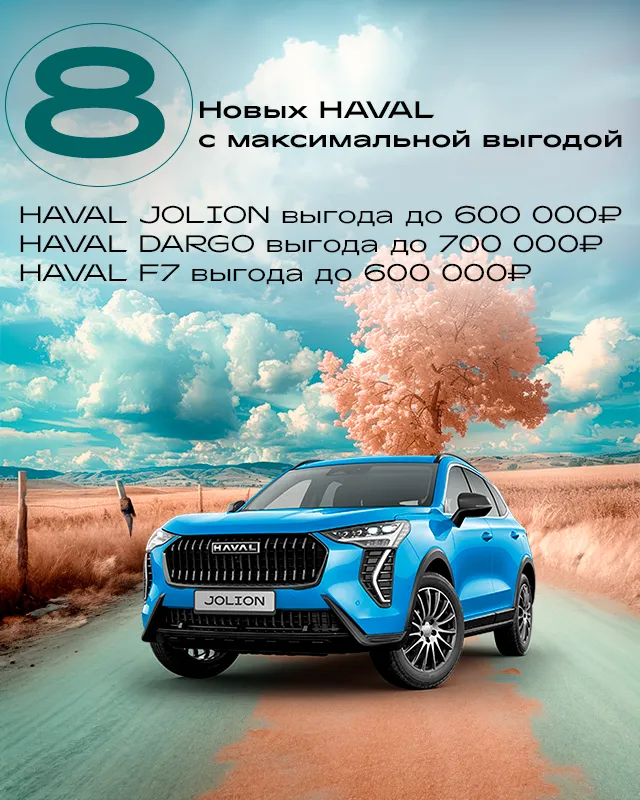 8
Новых HAVAL
с максимальной выгодой
HAVAL JOLION выгода до 600 000₽
HAVAL DARGO выгода до 700 000₽
HAVAL F7 выгода до 600 000₽
HAVAL
JOLION